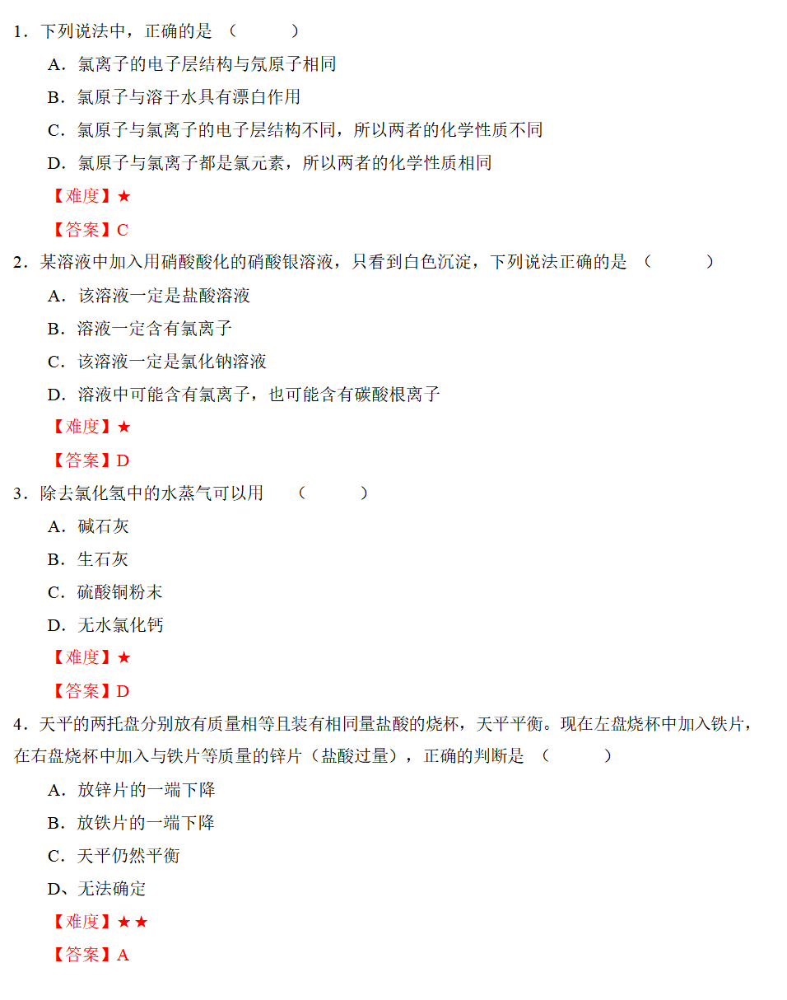 1．下列说法中，正确的是 （　　　）
A．氯离子的电子层结构与氖原子相同
B．氯原子与溶于水具有漂白作用
C．氯原子与氯离子的电子层结构不同，所以两者的化学性质不同
D．氯原子与氯离子都是氯元素，所以两者的化学性质相同
【难度】★
【答案】C
2．某溶液中加入用硝酸酸化的硝酸银溶液，只看到白色沉淀，下列说法正确的是 （　　　）
A．该溶液一定是盐酸溶液
B．溶液一定含有氯离子
C．该溶液一定是氯化钠溶液
D．溶液中可能含有氯离子，也可能含有碳酸根离子
【难度】★
【答案】D
3．除去氯化氢中的水蒸气可以用 （　　　）
A．碱石灰
B．生石灰
C．硫酸铜粉末
D．无水氯化钙
【难度】★
【答案】D
4．天平的两托盘分别放有质量相等且装有相同量盐酸的烧杯，天平平衡。现在左盘烧杯中加入铁片，
在右盘烧杯中加入与铁片等质量的锌片（盐酸过量），正确的判断是 （　　　）
A．放锌片的一端下降
B．放铁片的一端下降
C．天平仍然平衡
D、无法确定
【难度】★★
【答案】A